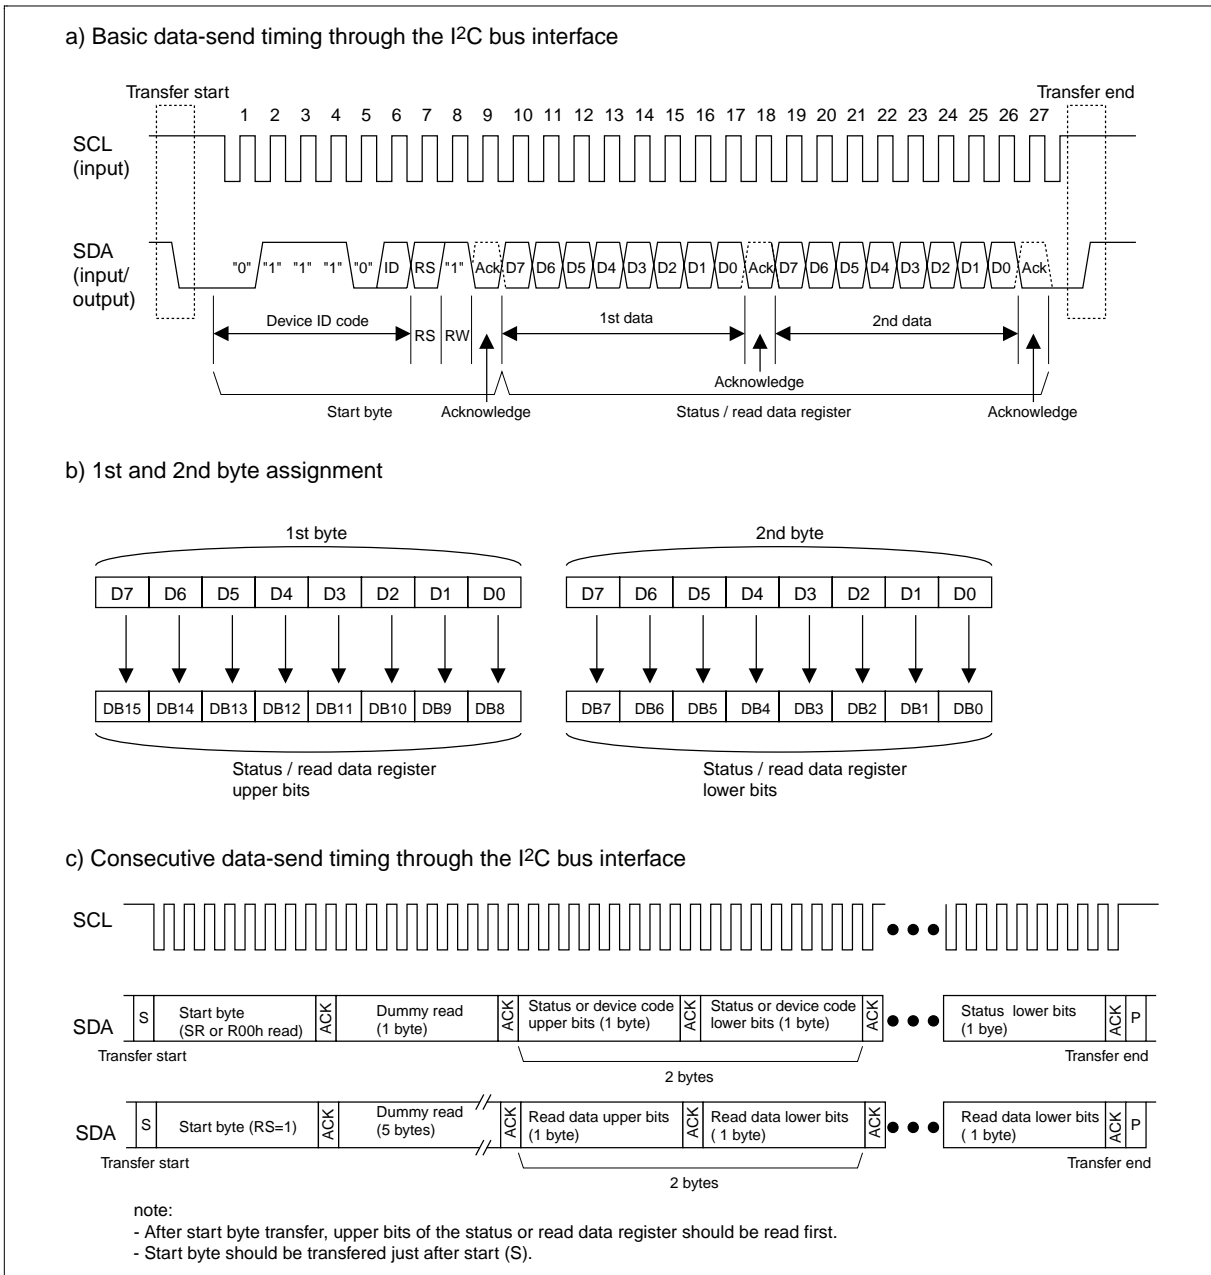 a) Basic data-send timing through the I2C bus interface
Transfer start
Transfer end
1 2 3 4 5 6 7 8 9 10 11 12 13 14 15 16 17 18 19 20 21 22 23 24 25 26 27
SCL
(input)
SDA
(input/
output)
"0" "1" "1" "1" "0" ID RS "1" Ack D7 D6 D5 D4 D3 D2 D1 D0 Ack D7 D6 D5 D4 D3 D2 D1 D0 Ack
Device ID code RS RW 1st data 2nd data
Acknowledge
Start byte Acknowledge Status / read data register Acknowledge
b) 1st and 2nd byte assignment
1st byte 2nd byte
D7 D6 D5 D4 D3 D2 D1 D0 D7 D6 D5 D4 D3 D2 D1 D0
DB15 DB14 DB13 DB12 DB11 DB10 DB9 DB8 DB7 DB6 DB5 DB4 DB3 DB2 DB1 DB0
Status / read data register
upper bits
Status / read data register
lower bits
c) Consecutive data-send timing through the I2C bus interface
SCL
SDA
S
Start byte
(SR or R00h read)
ACK
Dummy read
(1 byte)
ACK
Status or device code
upper bits (1 byte)
ACK
Status or device code
lower bits (1 byte)
ACK
Status lower bits
(1 bye)
ACK
P
Transfer start
Transfer end
2 bytes
SDA
S
Start byte (RS=1)
ACK
Dummy read
(5 bytes)
ACK
Read data upper bits
(1 byte)
ACK
Read data lower bits
( 1 byte)
ACK
Read data lower bits
( 1 byte)
ACK
P
Transfer start
Transfer end
2 bytes
note:
- After start byte transfer, upper bits of the status or read data register should be read first.
- Start byte should be transfered just after start (S).